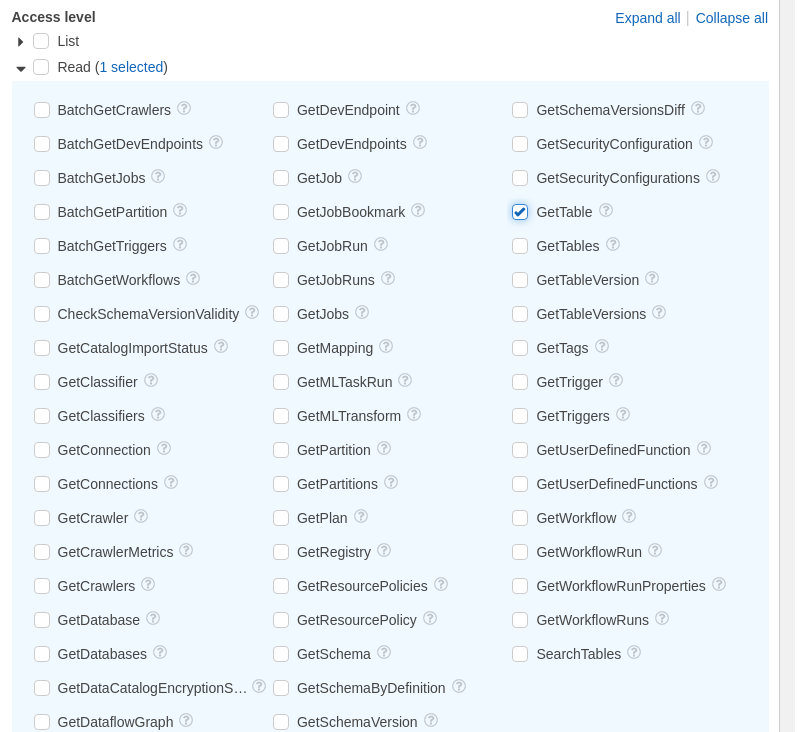 Access level
Expand all | Collapse all
List
Read (1 selected)
BatchGetCrawlers
BatchGetDevEndpoints
BatchGetJobs
BatchGetPartition
BatchGetTriggers
BatchGetWorkflows
CheckSchemaVersionValidity
GetCatalogImportStatus
GetClassifier
GetClassifiers
GetConnection
GetConnections
GetCrawler
GetCrawlerMetrics
GetCrawlers
GetDatabase
GetDatabases
GetDataCatalogEncryptionS…
GetDataflowGraph
GetDevEndpoint
GetDevEndpoints
GetJob
GetJobBookmark
GetJobRun
GetJobRuns
GetJobs
GetMapping
GetMLTaskRun
GetMLTransform
GetPartition
GetPartitions
GetPlan
GetRegistry
GetResourcePolicies
GetResourcePolicy
GetSchema
GetSchemaByDefinition
GetSchemaVersion
GetSchemaVersionsDiff
GetSecurityConfiguration
GetSecurityConfigurations
GetTable
GetTables
GetTableVersion
GetTableVersions
GetTags
GetTrigger
GetTriggers
GetUserDefinedFunction
GetUserDefinedFunctions
GetWorkflow
GetWorkflowRun
GetWorkflowRunProperties
GetWorkflowRuns
SearchTables